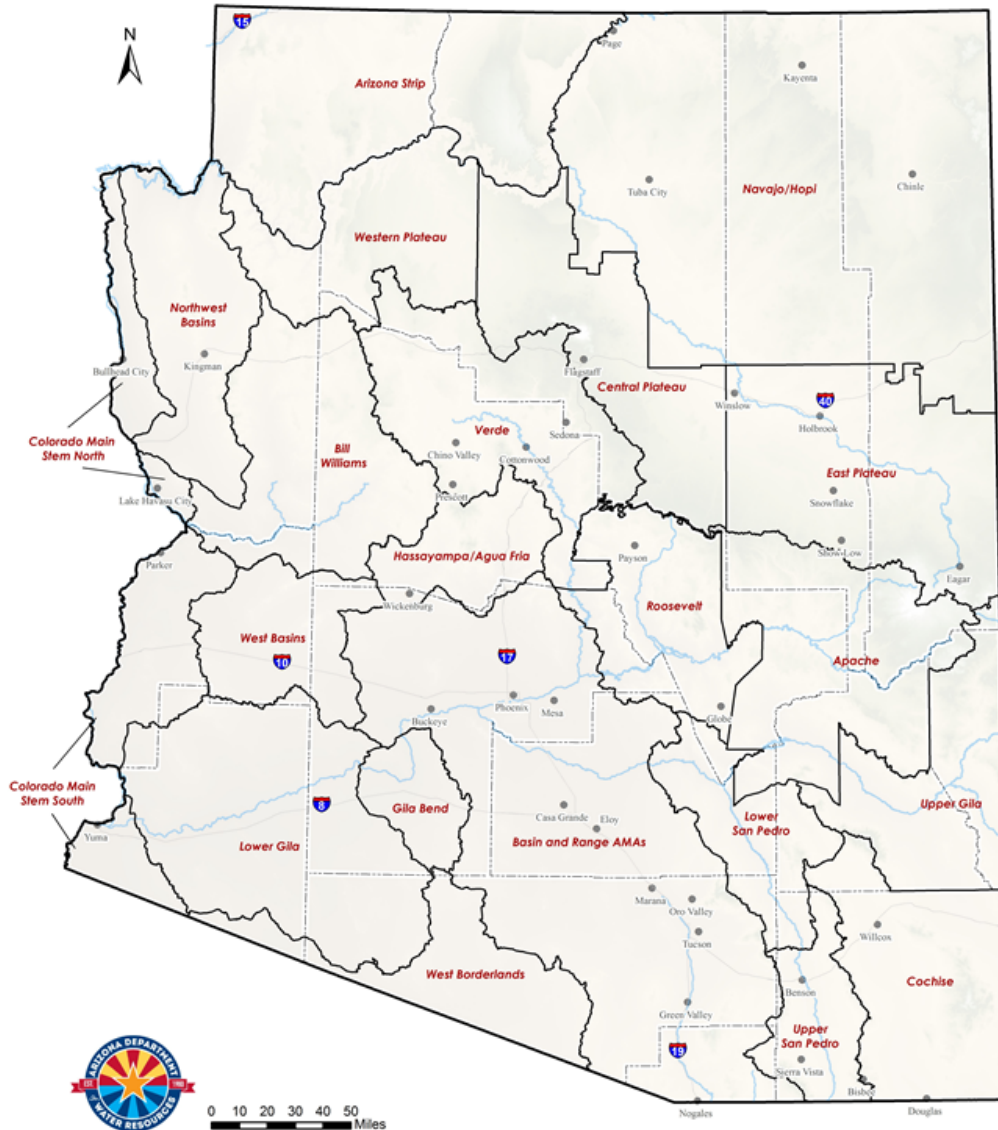 15
N
Page
Kayenta
Arizona Strip
Tuba City
Navajo/Hopi
Chinle
Western Plateau
Northwest
Basins
Kingman
Bullhead City
Flagstaff
Central Plateau
Winslow
40
Holbrook
Colorado Main
Stem North
Bill
Williams
Verde
Sedona
Chino Valley
Cottonwood
East Plateau
Prescott
Snowflake
Lake Havasu City
Hassayampa/Agua Fria
Payson
Show Low
Parker
Eagar
Wickenburg
Roosevelt
West Basins
10
17
Apache
Phoenix
Mesa
Buckeye
Globe
Colorado Main
Stem South
8
Gila Bend
Casa Grande
Eloy
Lower
San Pedro
Upper Gila
Yuma
Lower Gila
Basin and Range AMAs
Marana
Oro Valley
Tucson
Willcox
West Borderlands
Benson
Cochise
Green Valley
Upper
San Pedro
19
Sierra Vista
Bisbee
Nogales
Douglas
ARIZONA DEPARTMENT
EST. 1980
of WATER RESOURCES
0 10 20 30 40 50
Miles